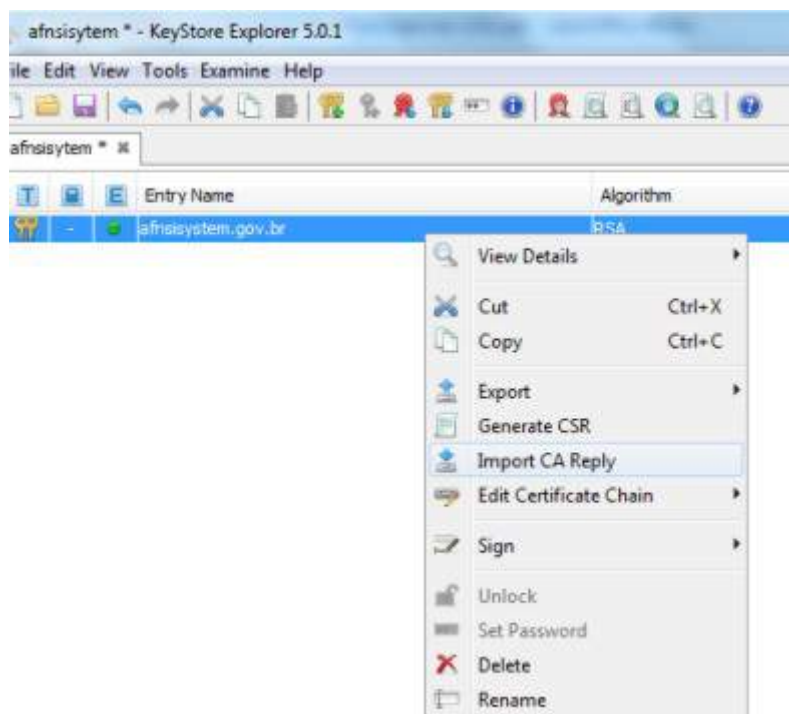 afnsisytem * - KeyStore Explorer 5.0.1
ile Edit View Tools Examine Help
afnsisytem *
T E Entry Name Algorithm
- afnsisystem.gov.br RSA
View Details
Cut Ctrl+X
Copy Ctrl+C
Export
Generate CSR
Import CA Reply
Edit Certificate Chain
Sign
Unlock
Set Password
Delete
Rename